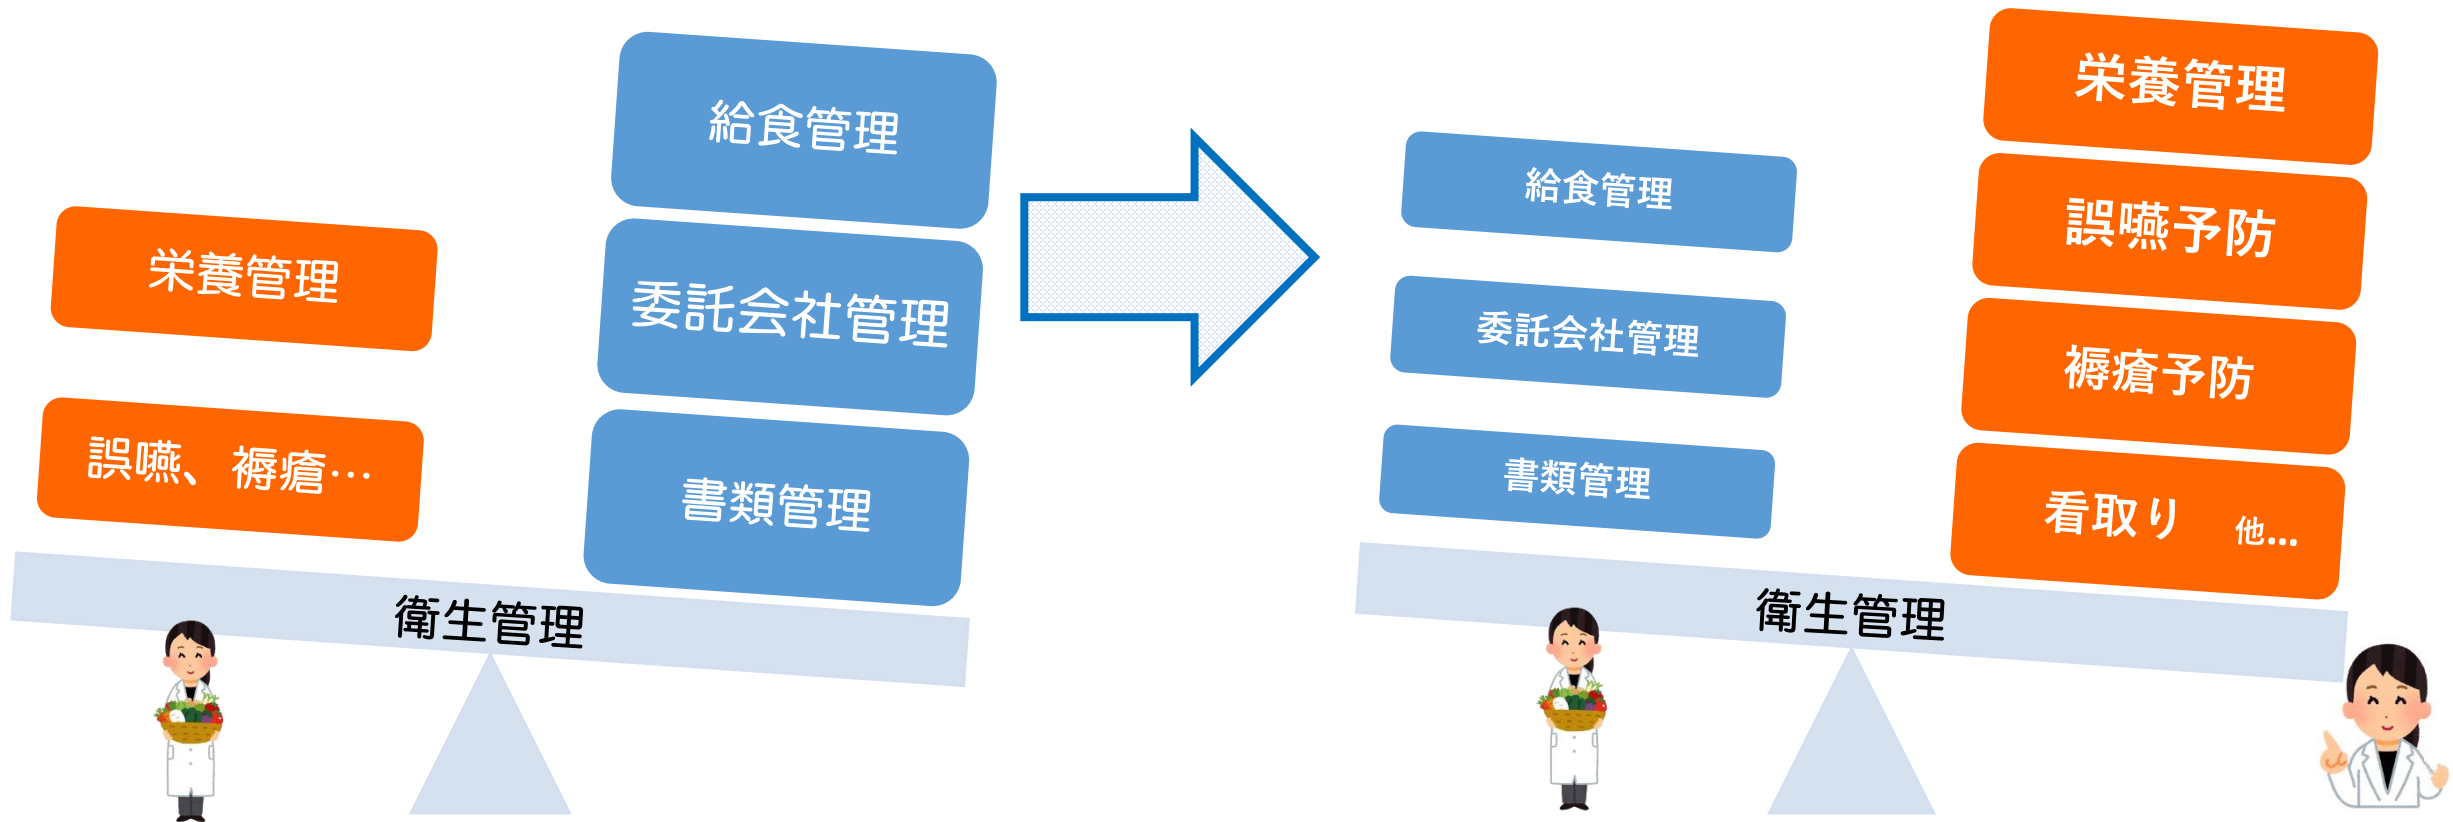 栄養管理
誤嚥、褥瘡…
給食管理
委託会社管理
書類管理
衛生管理
給食管理
委託会社管理
書類管理
栄養管理
誤嚥予防
褥瘡予防
看取り　他…
衛生管理